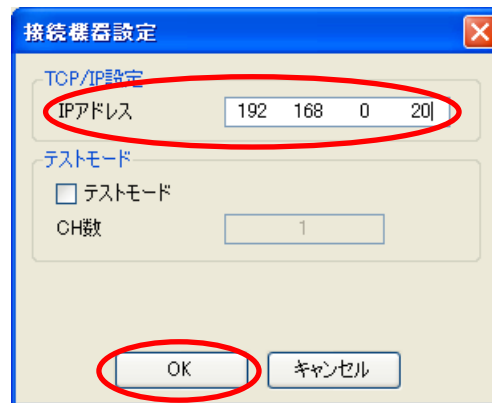 接続機器設定
TCP/IP設定
IPアドレス 192 168 0 20
テストモード
テストモード
CH数 1
OK キャンセル